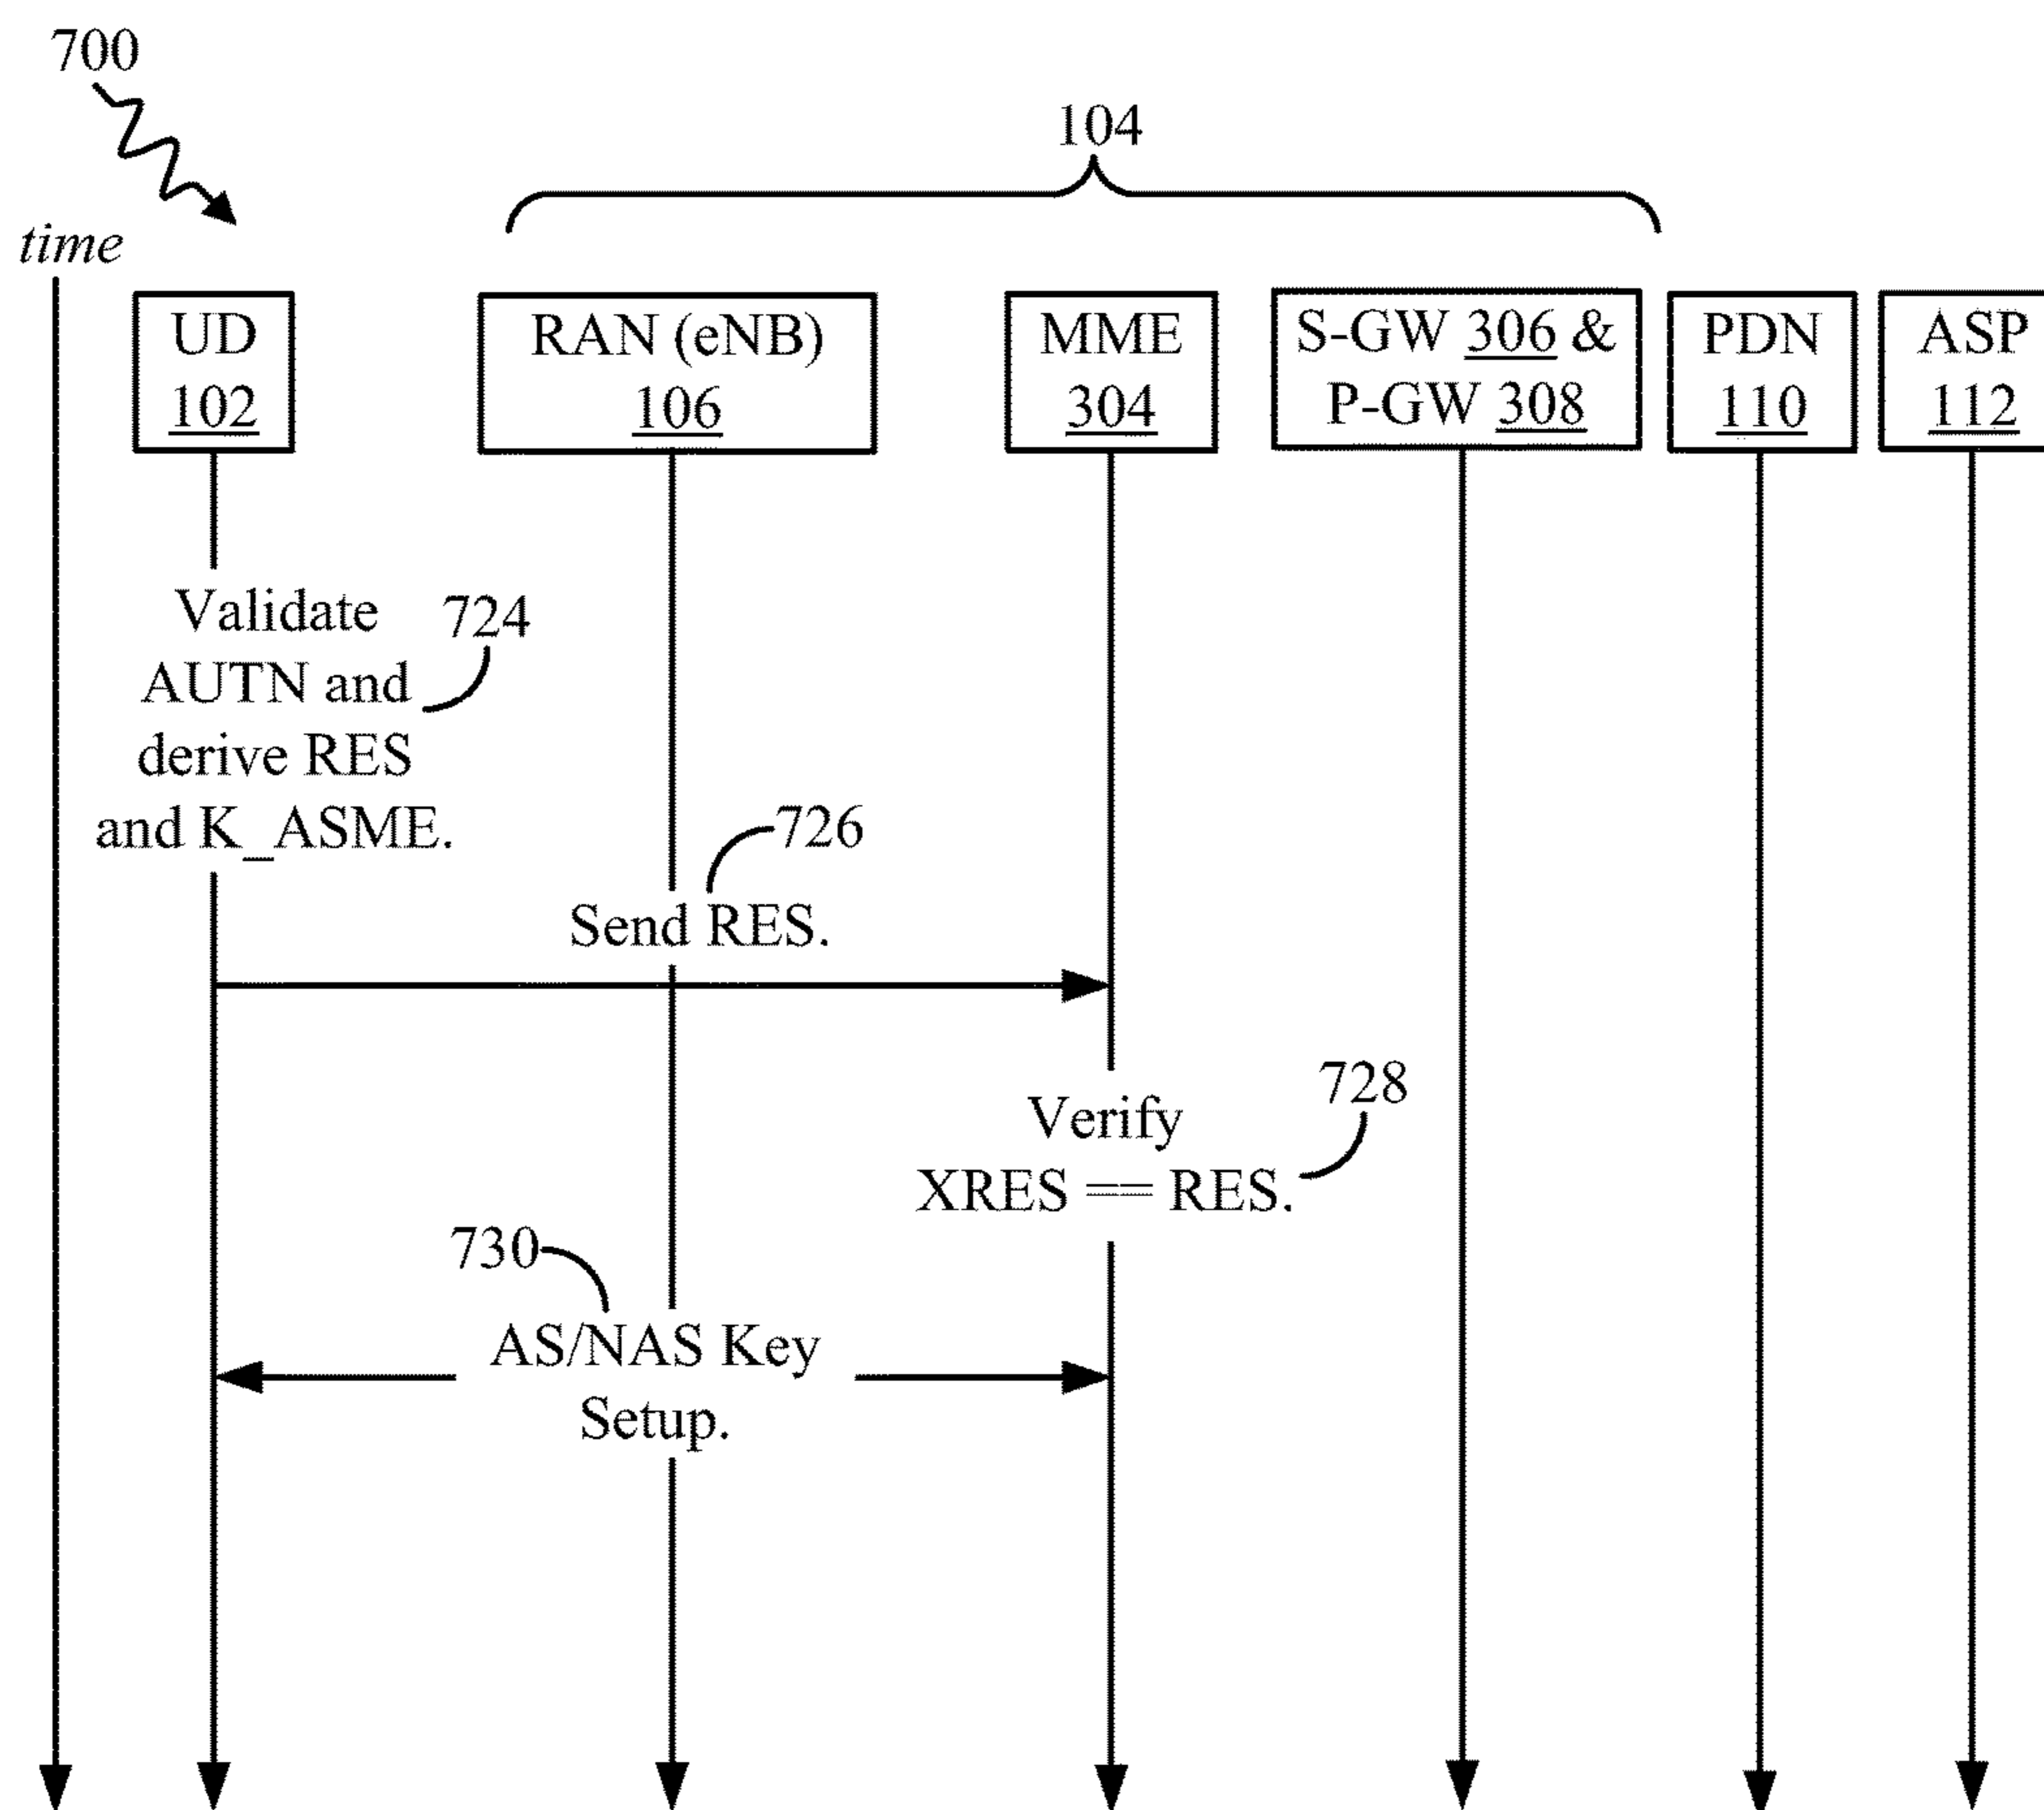 700
104
time
UD
102
RAN (eNB)
106
MME
304
S-GW 306 &
P-GW 308
PDN
110
ASP
112
Validate
AUTN and
derive RES
and K_ASME.
724
726
Send RES.
728
Verify
XRES == RES.
730
AS/NAS Key
Setup.